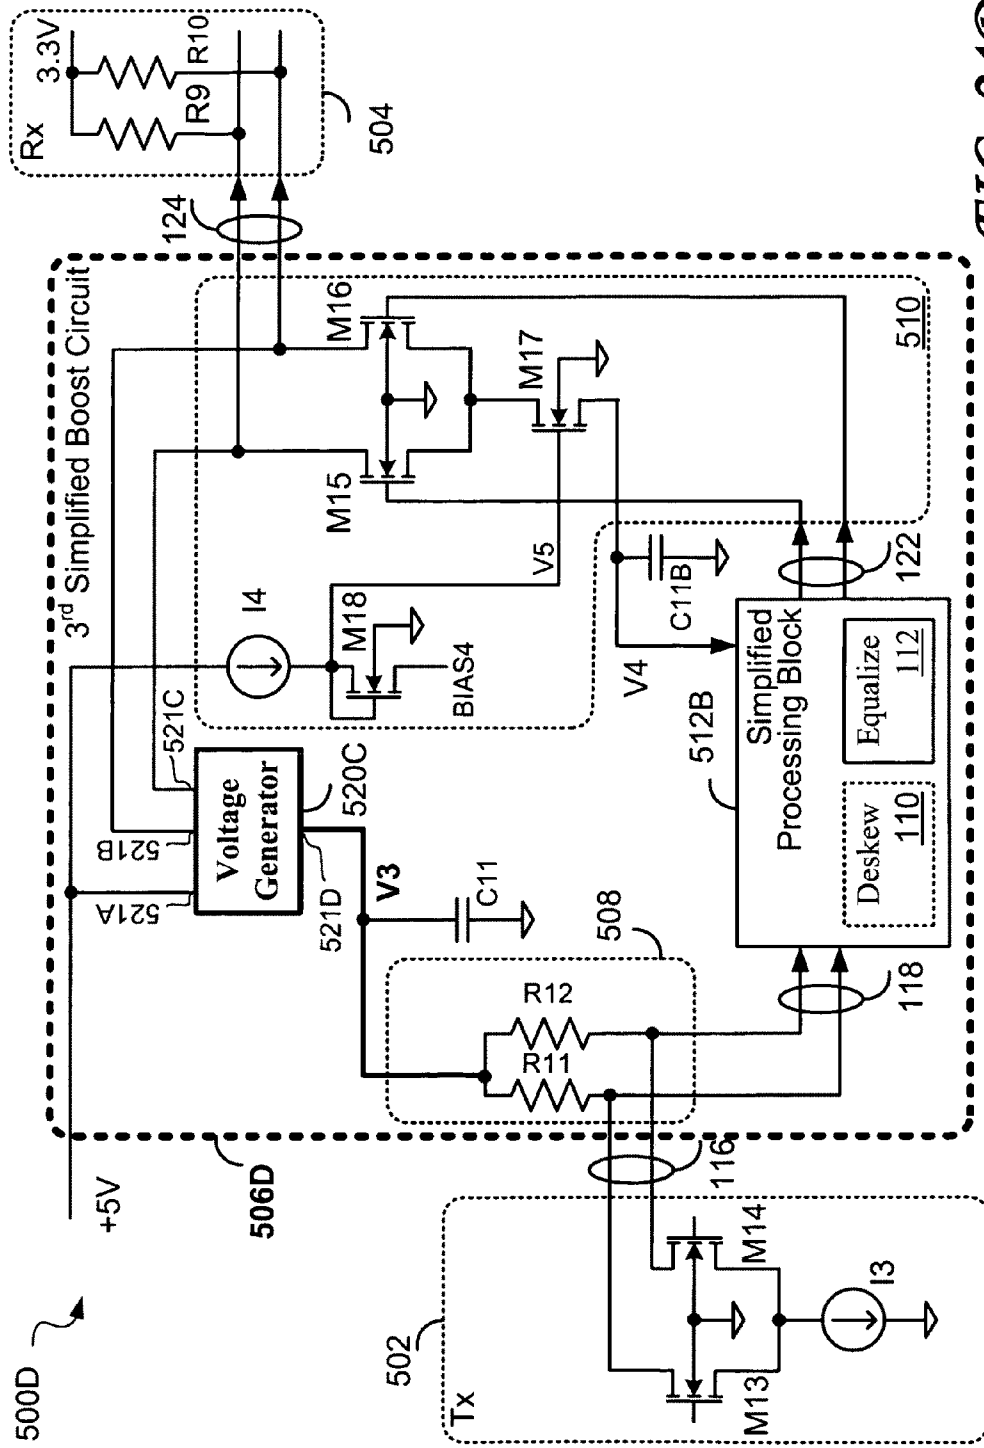 500D
+5V
506D
3rd Simplified Boost Circuit
521A
521B
521C
Voltage
Generator
520C
521D
V3
C11
I4
M18
BIAS4
V5
M15
M16
M17
510
124
Rx
3.3V
R9
R10
504
508
R11
R12
V4
C11B
122
512B
Simplified
Processing Block
Deskew
110
Equalize
112
118
116
502
Tx
M13
M14
I3